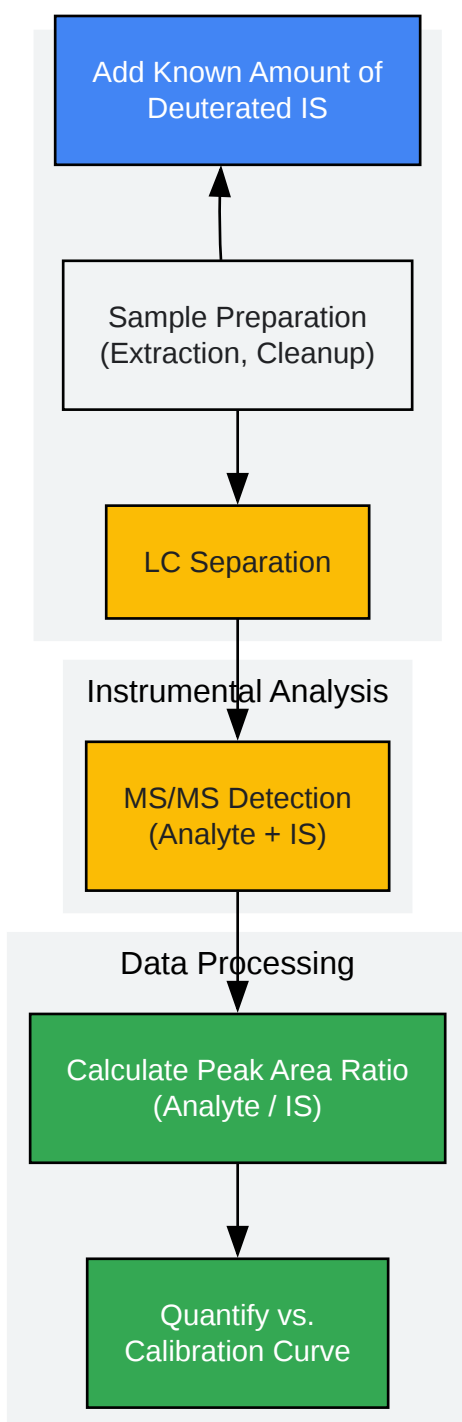 Add Known Amount of
Deuterated IS
Sample Preparation
(Extraction, Cleanup)
LC Separation
Instrumental Analysis
MS/MS Detection
(Analyte + IS)
Data Processing
Calculate Peak Area Ratio
(Analyte / IS)
Quantify vs.
Calibration Curve